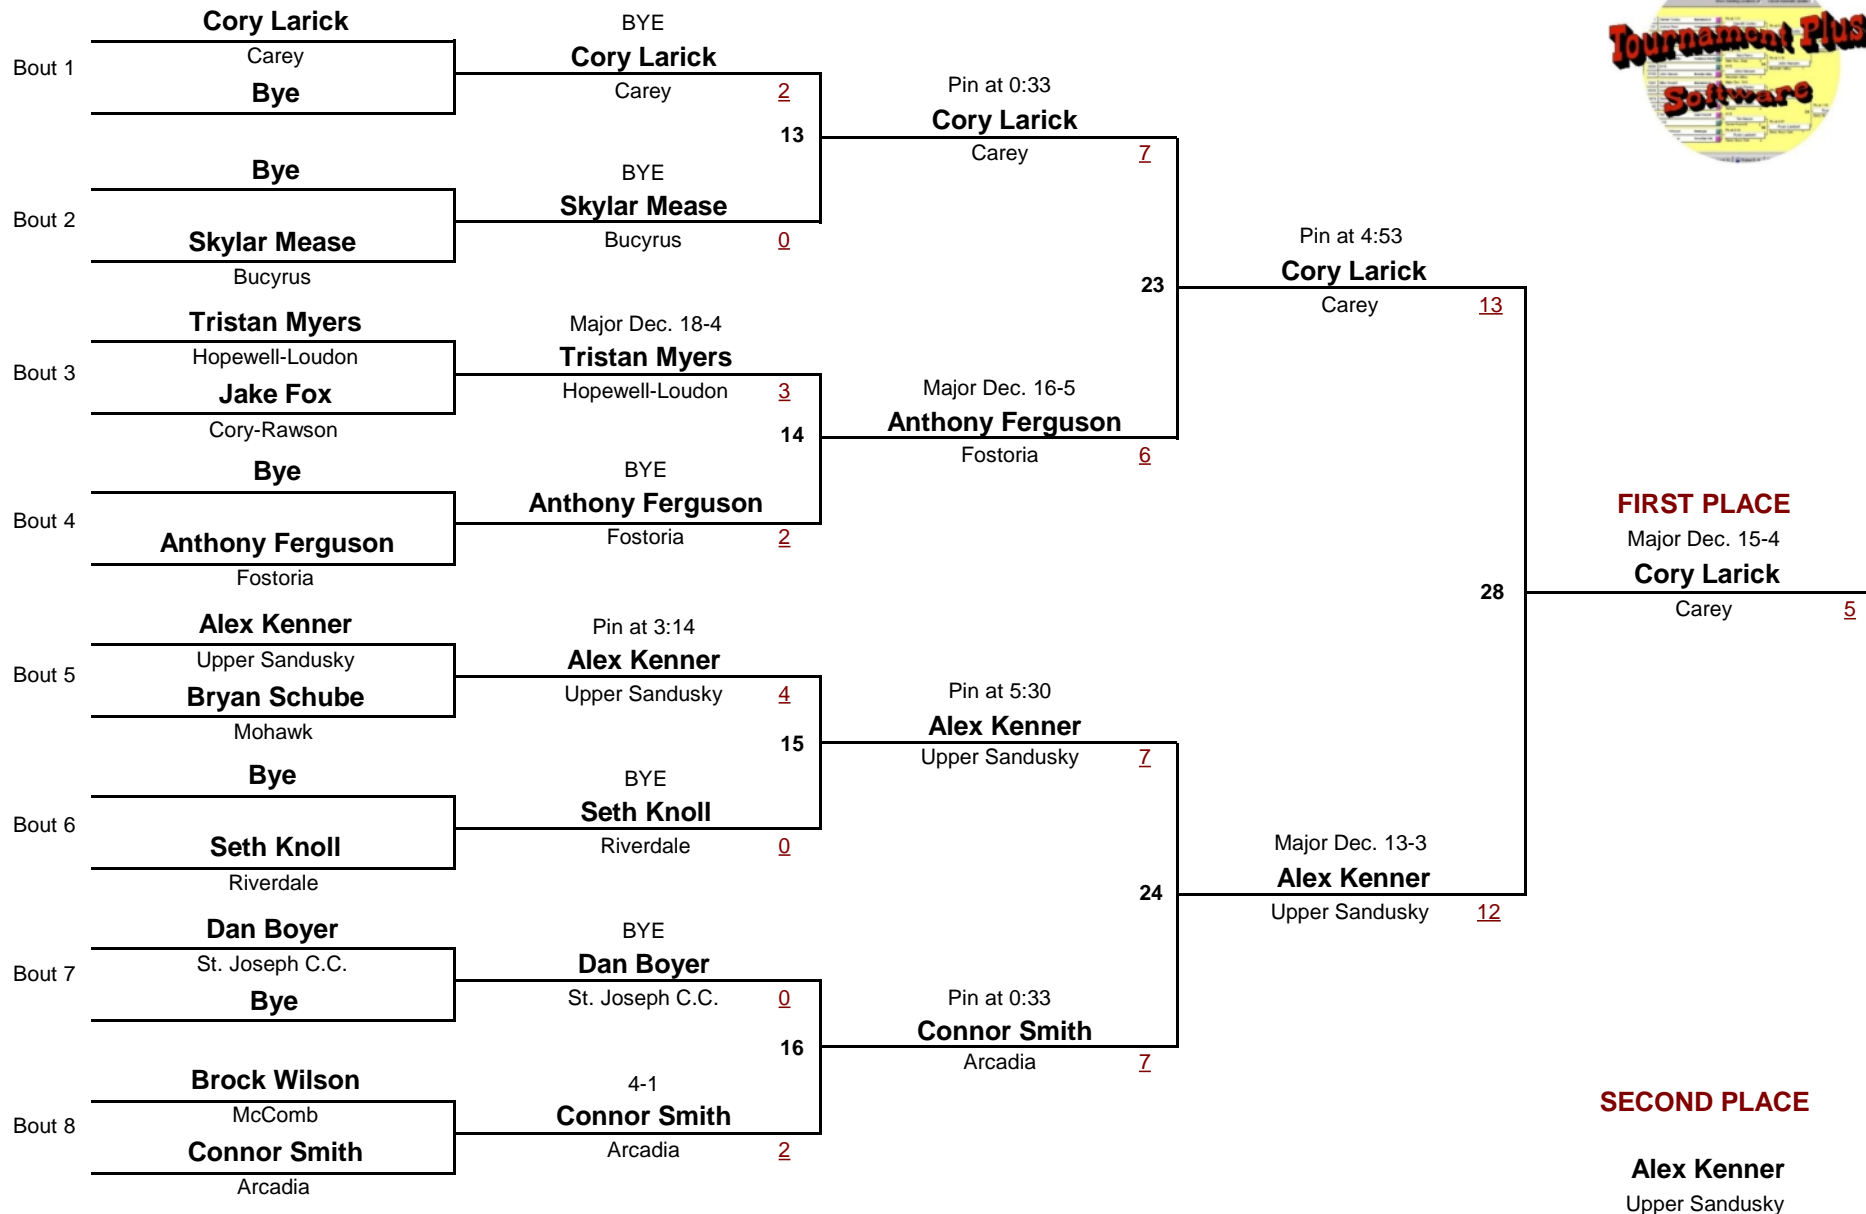 Cory Larick
Carey
Bout 1
Bye
Bye
Bout 2
Skylar Mease
Bucyrus
Tristan Myers
Hopewell-Loudon
Bout 3
Jake Fox
Cory-Rawson
Bye
Bout 4
Anthony Ferguson
Fostoria
Alex Kenner
Upper Sandusky
Bout 5
Bryan Schube
Mohawk
Bye
Bout 6
Seth Knoll
Riverdale
Dan Boyer
St. Joseph C.C.
Bout 7
Bye
Brock Wilson
McComb
Bout 8
Connor Smith
Arcadia
BYE
Cory Larick
Carey 2
13
BYE
Skylar Mease
Bucyrus 0
Major Dec. 18-4
Tristan Myers
Hopewell-Loudon 3
14
BYE
Anthony Ferguson
Fostoria 2
Pin at 3:14
Alex Kenner
Upper Sandusky 4
15
BYE
Seth Knoll
Riverdale 0
BYE
Dan Boyer
St. Joseph C.C. 0
16
4-1
Connor Smith
Arcadia 2
Pin at 0:33
Cory Larick
Carey 7
23
Major Dec. 16-5
Anthony Ferguson
Fostoria 6
Pin at 5:30
Alex Kenner
Upper Sandusky 7
24
Pin at 0:33
Connor Smith
Arcadia 7
Pin at 4:53
Cory Larick
Carey 13
28
Major Dec. 13-3
Alex Kenner
Upper Sandusky 12
Tournament Plus
Software
FIRST PLACE
Major Dec. 15-4
Cory Larick
Carey 5
SECOND PLACE
Alex Kenner
Upper Sandusky